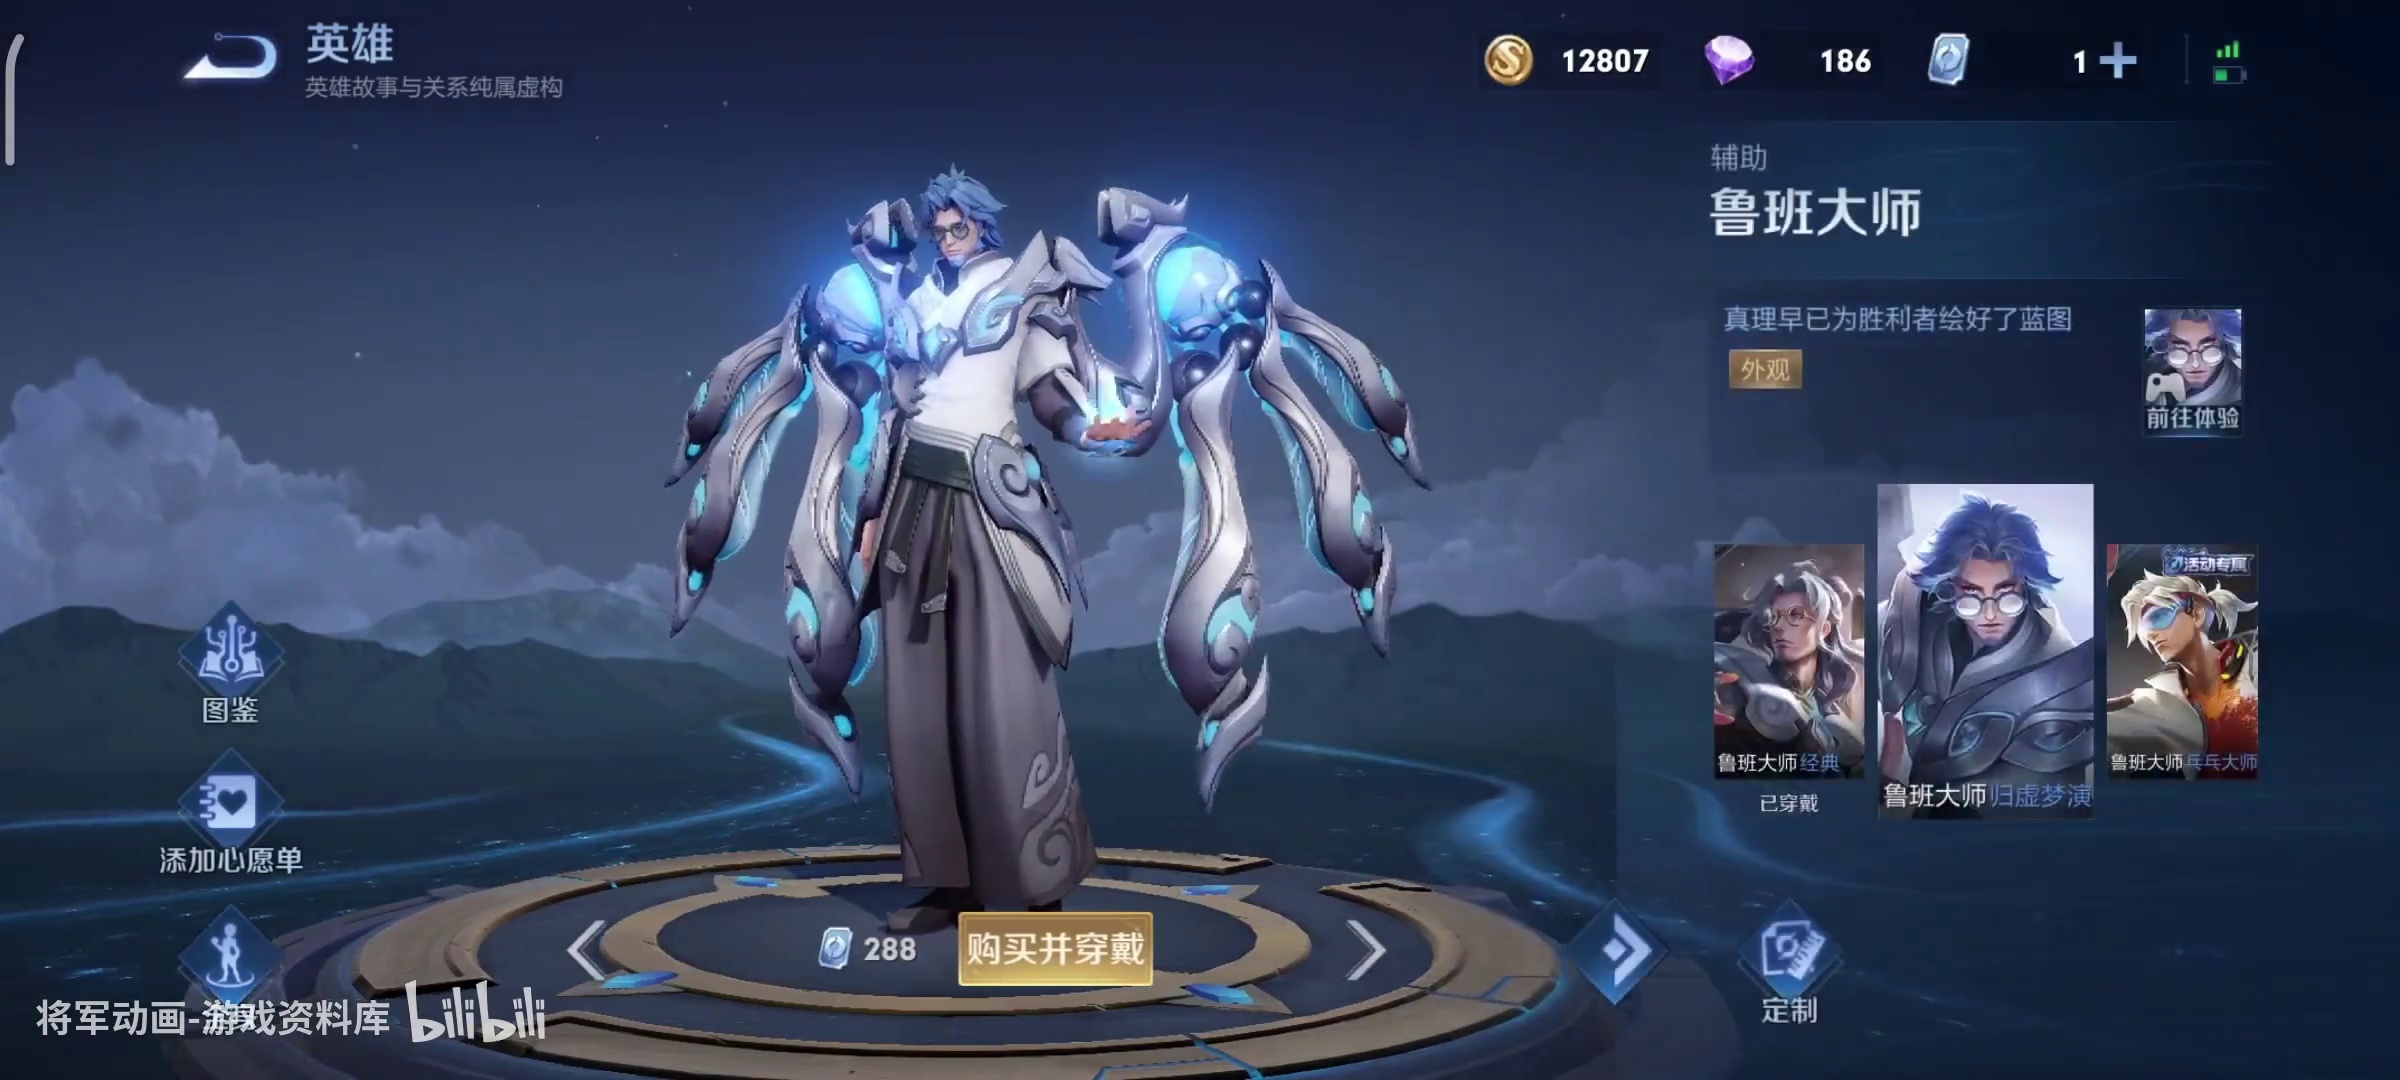 英雄
英雄故事与关系纯属虚构
12807
186
1
辅助
鲁班大师
真理早已为胜利者绘好了蓝图
外观
前往体验
活动专属
鲁班大师经典
已穿戴
鲁班大师归虚梦演
鲁班大师乓乓大师
图鉴
添加心愿单
288
购买并穿戴
定制
将军动画-游戏资料库
bilibili